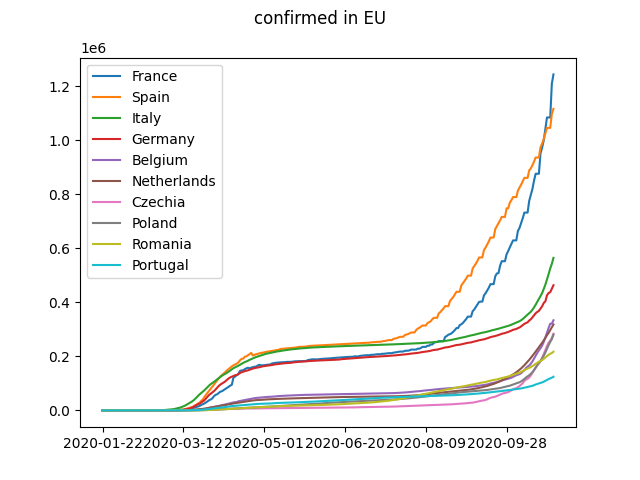 confirmed in EU
1e6
1.2
1.0
0.8
0.6
0.4
0.2
0.0
France
Spain
Italy
Germany
Belgium
Netherlands
Czechia
Poland
Romania
Portugal
2020-01-22 2020-03-12 2020-05-01 2020-06-20 2020-08-09 2020-09-28